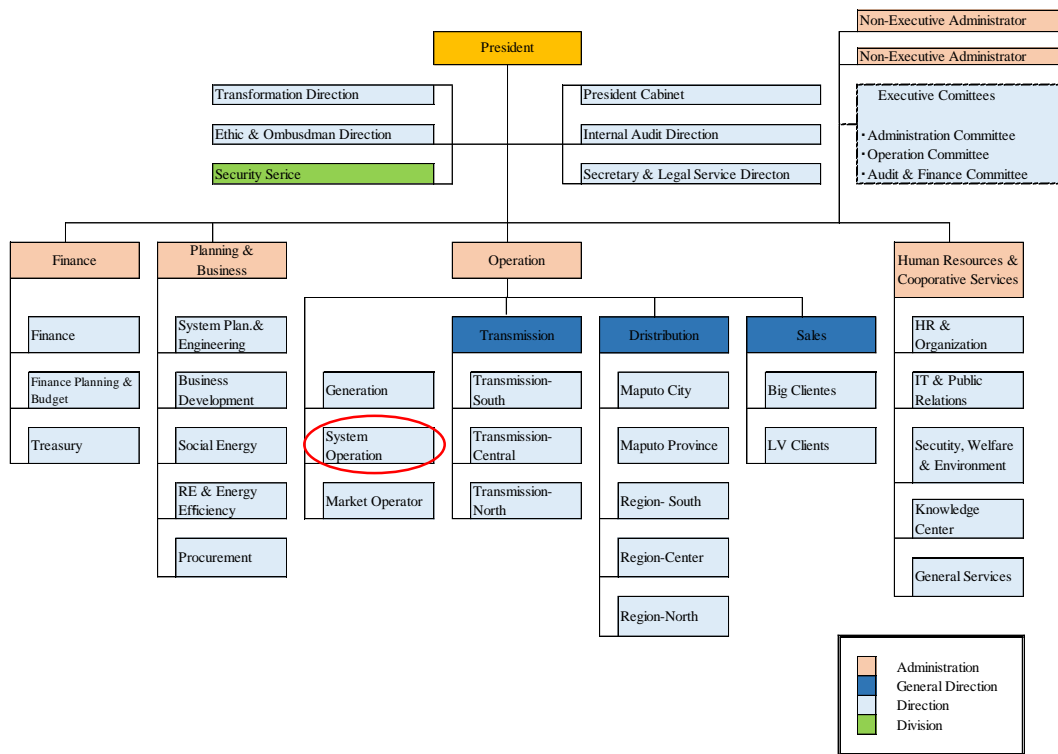 Non-Executive Administrator
President
Non-Executive Administrator
Transformation Direction
President Cabinet
Executive Comittees
Ethic & Ombusdman Direction
Internal Audit Direction
・Administration Committee
・Operation Committee
Security Serice
Secretary & Legal Service Directon
・Audit & Finance Committee
Finance
Planning &
Business
Operation
Human Resources &
Cooporative Services
Finance
System Plan.&
Engineering
Transmission
Dristribution
Sales
HR &
Organization
Finance Planning &
Budget
Business
Development
Generation
Transmission-
South
Maputo City
Big Clientes
IT & Public
Relations
Treasury
Social Energy
System
Operation
Transmission-
Central
Maputo Province
LV Clients
Secutity, Welfare
& Environment
RE & Energy
Efficiency
Market Operator
Transmission-
North
Region- South
Knowledge
Center
Procurement
Region-Center
General Services
Region-North
Administration
General Direction
Direction
Division